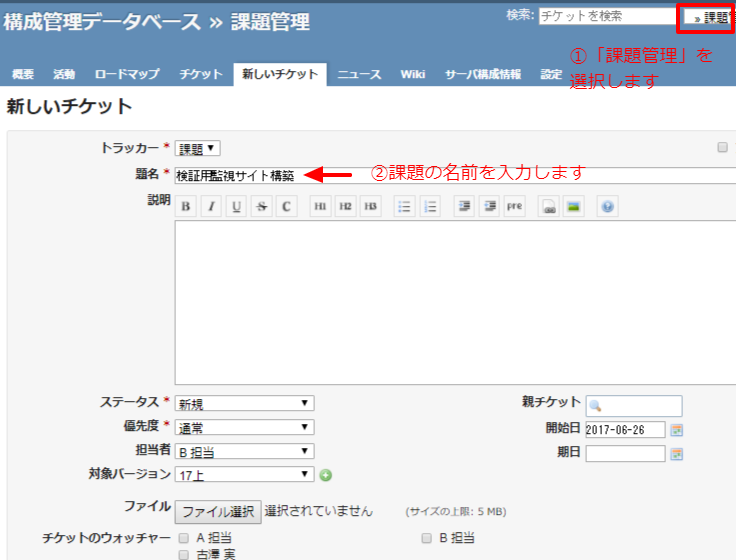 構成管理データベース » 課題管理
検索: チケットを検索
» 課題管
①「課題管理」を
選択します
概要 活動 ロードマップ チケット 新しいチケット ニュース Wiki サーバ構成情報 設定
新しいチケット
トラッカー * 課題
題名 * 検証用監視サイト構築
②課題の名前を入力します
説明 B I U S C H1 H2 H3 pre
ステータス * 新規
親チケット
優先度 * 通常
開始日 2017-06-26
担当者 B 担当
期日
対象バージョン 17上
ファイル ファイル選択 選択されていません (サイズの上限: 5 MB)
チケットのウォッチャー A 担当 B 担当
古澤 実